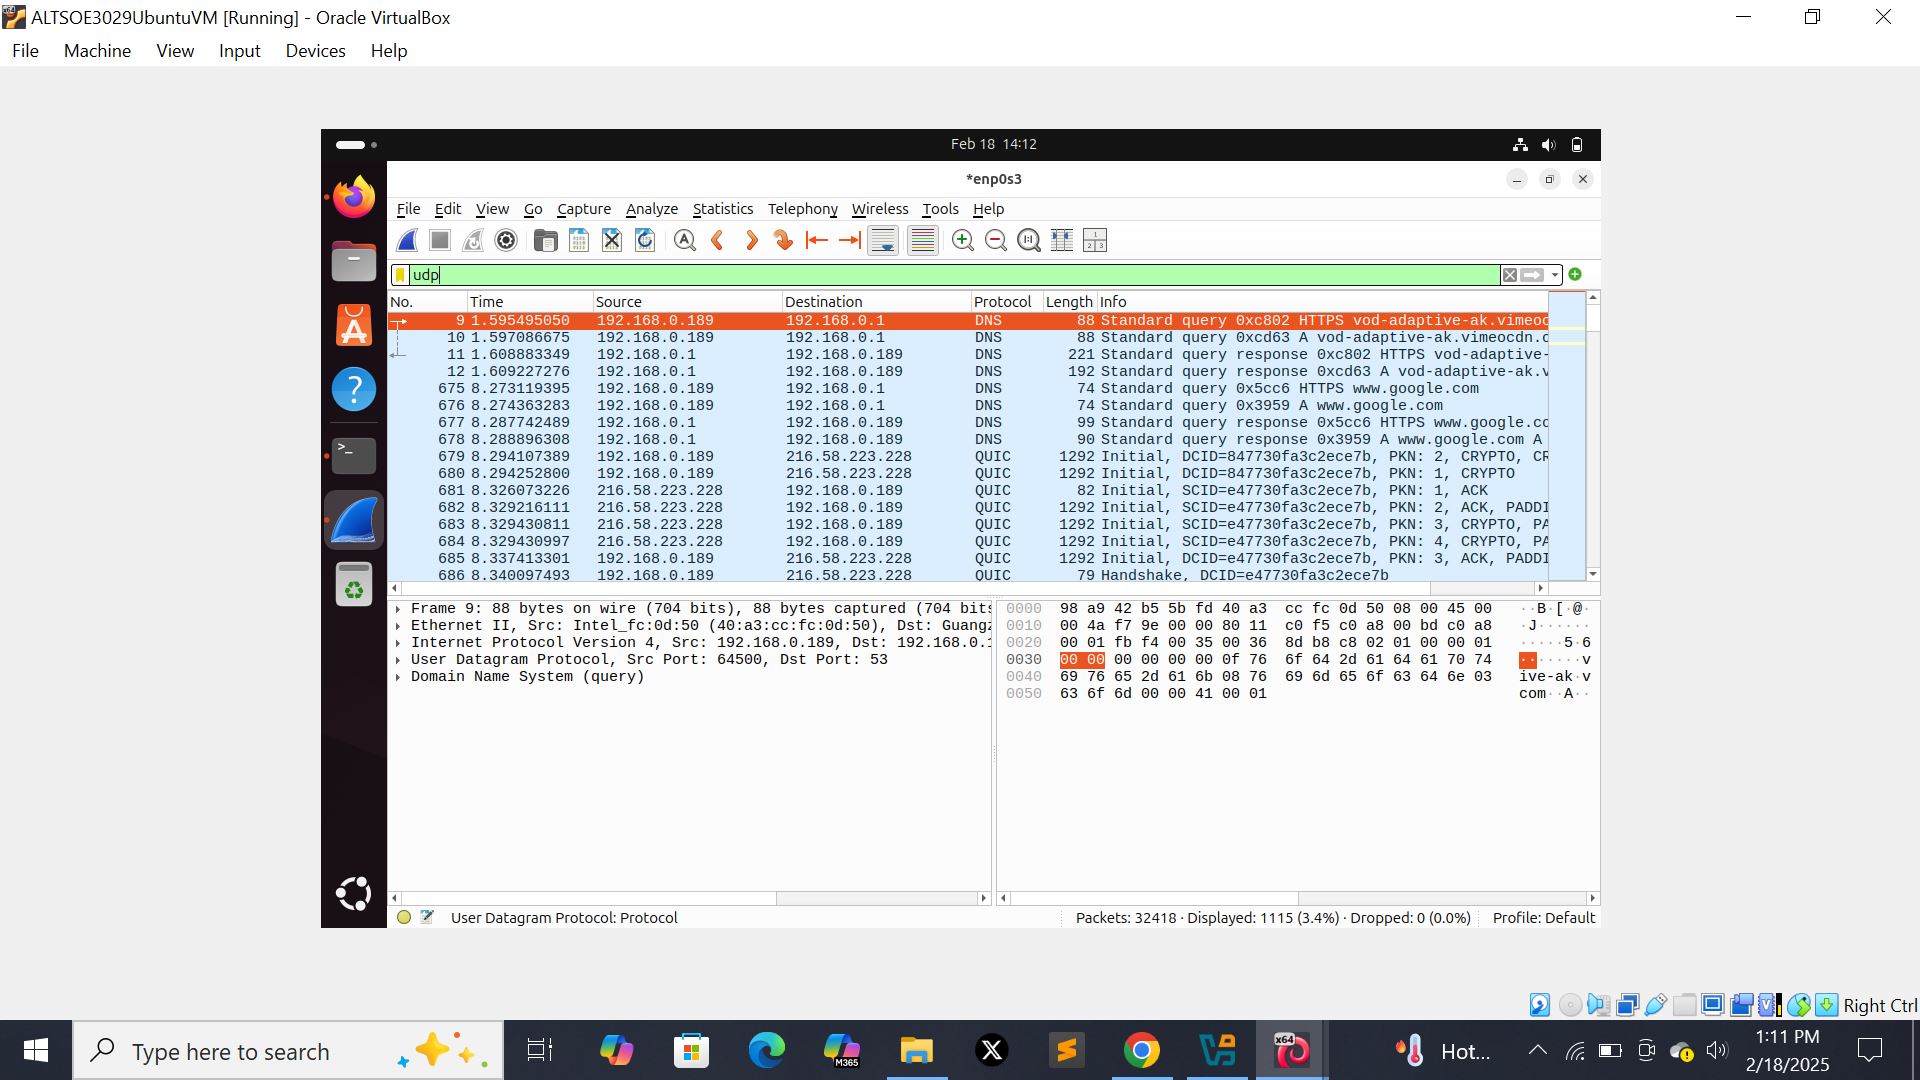 ALTSOE3029UbuntuVM [Running] - Oracle VirtualBox
File Machine View Input Devices Help
Feb 18 14:12
*enp0s3
File Edit View Go Capture Analyze Statistics Telephony Wireless Tools Help
udp
No. Time Source Destination Protocol Length Info
9 1.595495050 192.168.0.189 192.168.0.1 DNS 88 Standard query 0xc802 HTTPS vod-adaptive-ak.vimeoc
10 1.597086675 192.168.0.189 192.168.0.1 DNS 88 Standard query 0xcd63 A vod-adaptive-ak.vimeocdn.c
11 1.608883349 192.168.0.1 192.168.0.189 DNS 221 Standard query response 0xc802 HTTPS vod-adaptive-
12 1.609227276 192.168.0.1 192.168.0.189 DNS 192 Standard query response 0xcd63 A vod-adaptive-ak.v
675 8.273119395 192.168.0.189 192.168.0.1 DNS 74 Standard query 0x5cc6 HTTPS www.google.com
676 8.274363283 192.168.0.189 192.168.0.1 DNS 74 Standard query 0x3959 A www.google.com
677 8.287742489 192.168.0.1 192.168.0.189 DNS 99 Standard query response 0x5cc6 HTTPS www.google.co
678 8.288896308 192.168.0.1 192.168.0.189 DNS 90 Standard query response 0x3959 A www.google.com A
679 8.294107389 192.168.0.189 216.58.223.228 QUIC 1292 Initial, DCID=847730fa3c2ece7b, PKN: 2, CRYPTO, CR
680 8.294252800 192.168.0.189 216.58.223.228 QUIC 1292 Initial, DCID=847730fa3c2ece7b, PKN: 1, CRYPTO
681 8.326073226 216.58.223.228 192.168.0.189 QUIC 82 Initial, SCID=e47730fa3c2ece7b, PKN: 1, ACK
682 8.329216111 216.58.223.228 192.168.0.189 QUIC 1292 Initial, SCID=e47730fa3c2ece7b, PKN: 2, ACK, PADDI
683 8.329430811 216.58.223.228 192.168.0.189 QUIC 1292 Initial, SCID=e47730fa3c2ece7b, PKN: 3, CRYPTO, PA
684 8.329430997 216.58.223.228 192.168.0.189 QUIC 1292 Initial, SCID=e47730fa3c2ece7b, PKN: 4, CRYPTO, PA
685 8.337413301 192.168.0.189 216.58.223.228 QUIC 1292 Initial, DCID=e47730fa3c2ece7b, PKN: 3, ACK, PADDI
686 8.340097493 192.168.0.189 216.58.223.228 QUIC 79 Handshake, DCID=e47730fa3c2ece7b
Frame 9: 88 bytes on wire (704 bits), 88 bytes captured (704 bits
Ethernet II, Src: Intel_fc:0d:50 (40:a3:cc:fc:0d:50), Dst: Guangz
Internet Protocol Version 4, Src: 192.168.0.189, Dst: 192.168.0.1
User Datagram Protocol, Src Port: 64500, Dst Port: 53
Domain Name System (query)
0000 98 a9 42 b5 5b fd 40 a3 cc fc 0d 50 08 00 45 00 ··B·[·@·
0010 00 4a f7 9e 00 00 80 11 c0 f5 c0 a8 00 bd c0 a8 ·J······
0020 00 01 fb f4 00 35 00 36 8d b8 c8 02 01 00 00 01 ·····5·6
0030 00 00 00 00 00 00 0f 76 6f 64 2d 61 64 61 70 74 ·······v
0040 69 76 65 2d 61 6b 08 76 69 6d 65 6f 63 64 6e 03 ive-ak·v
0050 63 6f 6d 00 00 41 00 01 com··A··
User Datagram Protocol: Protocol
Packets: 32418 · Displayed: 1115 (3.4%) · Dropped: 0 (0.0%)
Profile: Default
Right Ctrl
Type here to search
M365
x64
Hot...
1:11 PM
2/18/2025